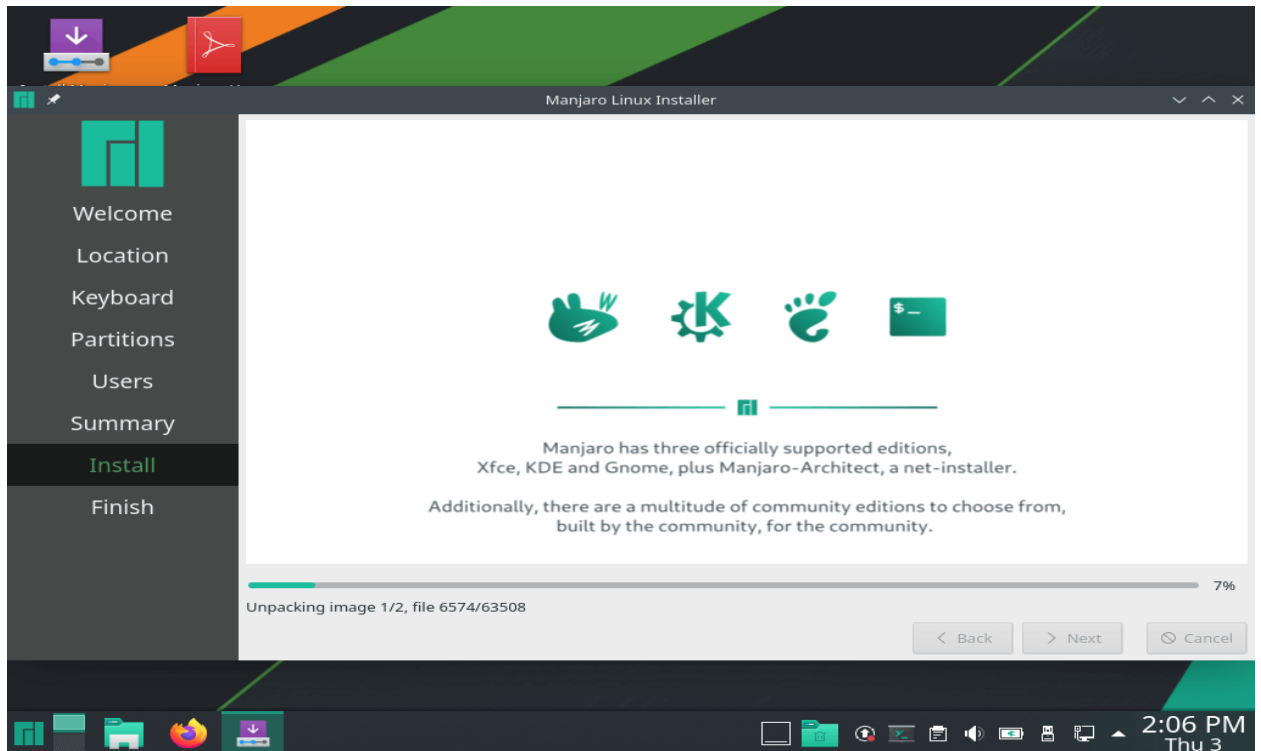 Manjaro Linux Installer
Welcome
Location
Keyboard
Partitions
Users
Summary
Install
Finish
W
K
$ _
Manjaro has three officially supported editions,
Xfce, KDE and Gnome, plus Manjaro-Architect, a net-installer.
Additionally, there are a multitude of community editions to choose from,
built by the community, for the community.
7%
Unpacking image 1/2, file 6574/63508
< Back
> Next
Cancel
2:06 PM
Thu 3